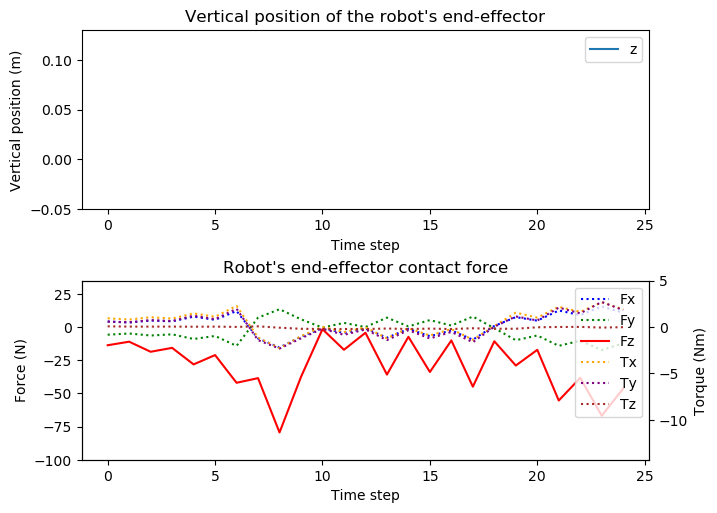 Vertical position of the robot's end-effector
z
Vertical position (m)
0.10
0.05
0.00
−0.05
0 5 10 15 20 25
Time step
Robot's end-effector contact force
Fx
Fy
Fz
Tx
Ty
Tz
Force (N)
25
0
−25
−50
−75
−100
5
0
−5
−10
Torque (Nm)
0 5 10 15 20 25
Time step